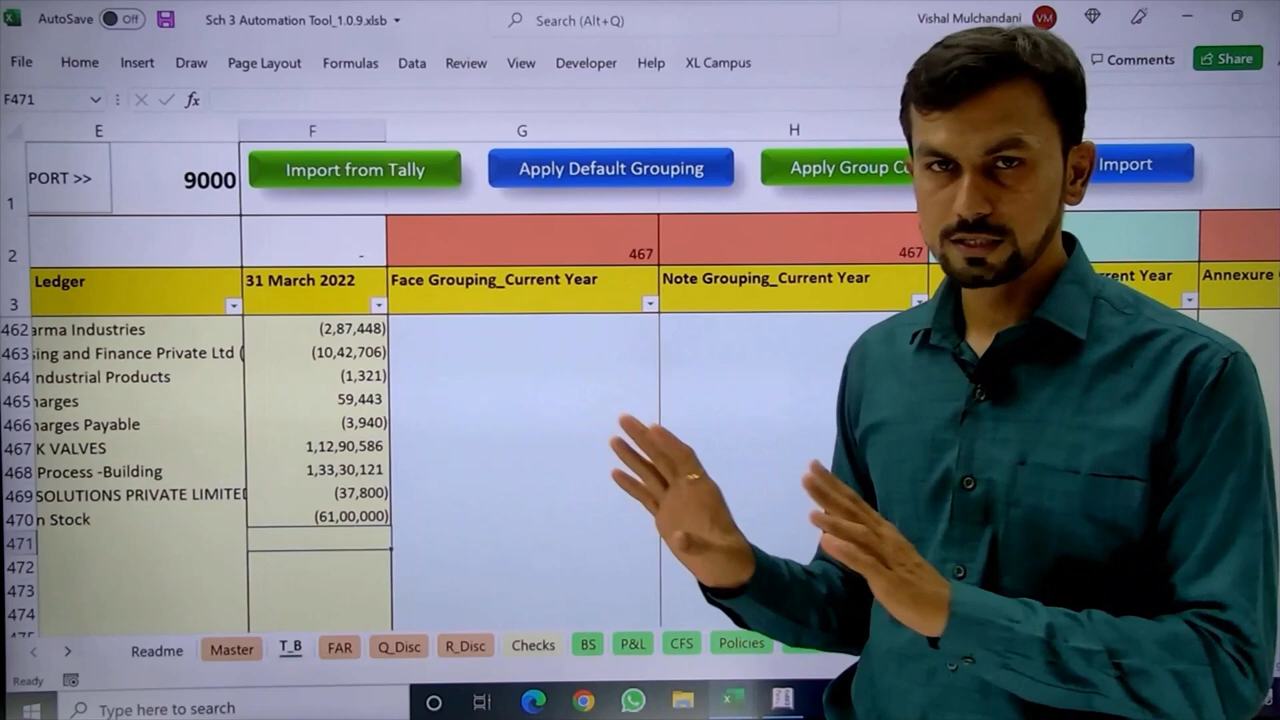 AutoSave Off Sch 3 Automation Tool_1.0.9.xlsb Search (Alt+Q) Vishal Mulchandani VM
File Home Insert Draw Page Layout Formulas Data Review View Developer Help XL Campus Comments Share
F471 fx
E F G H
1 PORT >> 9000 Import from Tally Apply Default Grouping Apply Group Import
2 - 467 467
3 Ledger 31 March 2022 Face Grouping_Current Year Note Grouping_Current Year rrent Year Annexure
462 arma Industries (2,87,448)
463 sing and Finance Private Ltd ( (10,42,706)
464 ndustrial Products (1,321)
465 harges 59,443
466 harges Payable (3,940)
467 K VALVES 1,12,90,586
468 Process -Building 1,33,30,121
469 SOLUTIONS PRIVATE LIMITED (37,800)
470 n Stock (61,00,000)
471
472
473
474
Readme Master T_B FAR Q_Disc R_Disc Checks BS P&L CFS Policies
Ready
Type here to search